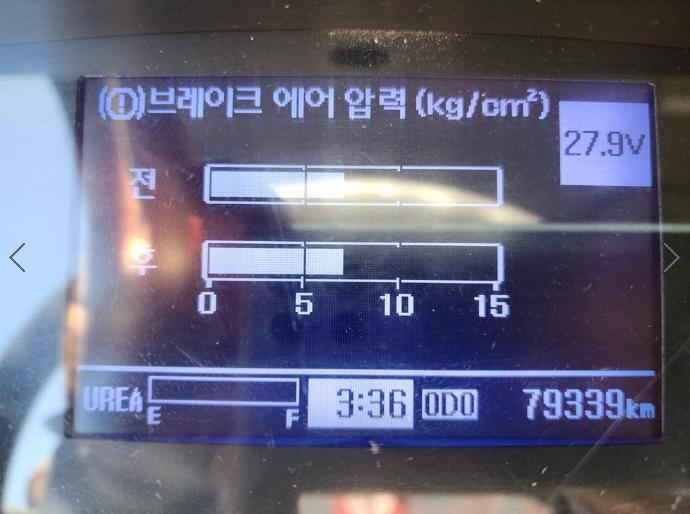 (!)브레이크 에어 압력 (kg/cm²)
27.9V
전
후
0 5 10 15
UREA E F 3:36 ODO 79339km